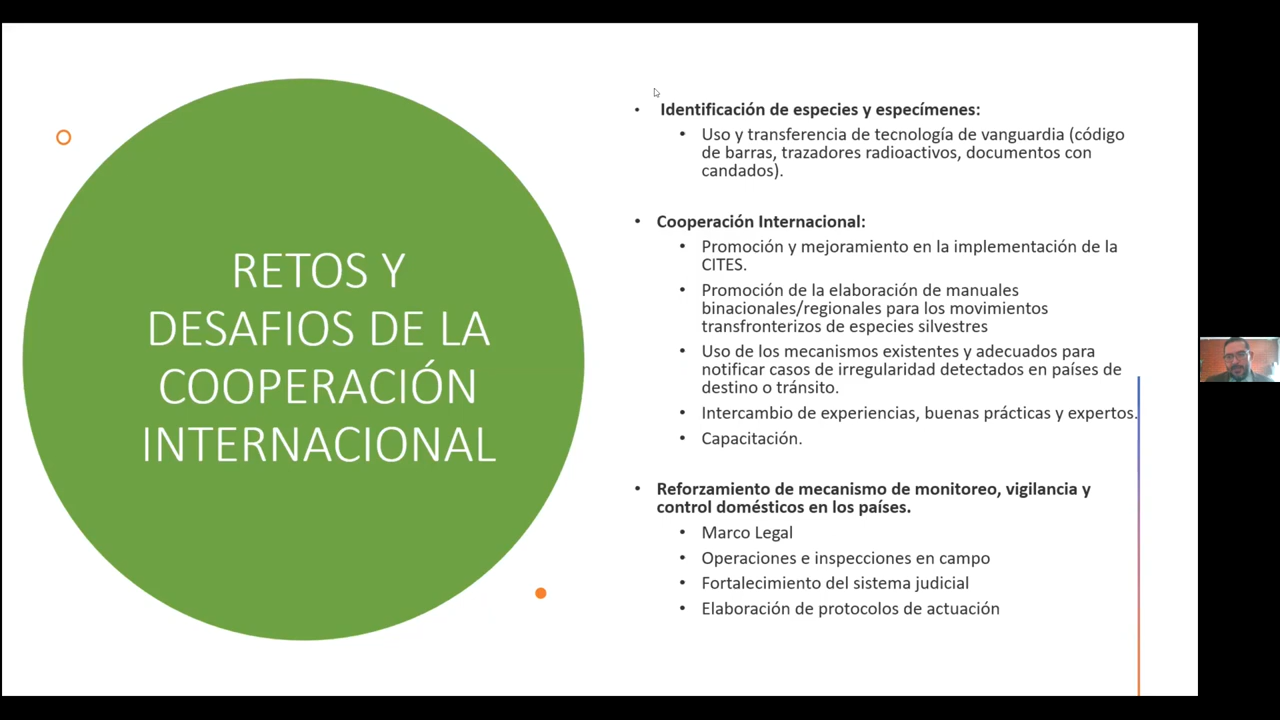 RETOS Y
DESAFIOS DE LA
COOPERACIÓN
INTERNACIONAL
• Identificación de especies y específimenes:
• Uso y transferencia de tecnología de vanguardia (código
de barras, trazadores radioactivos, documentos con
candados).
• Cooperación Internacional:
• Promoción y mejoramiento en la implementación de la
CITES.
• Promoción de la elaboración de manuales
binacionales/regionales para los movimientos
transfronterizos de especies silvestres
• Uso de los mecanismos existentes y adecuados para
notificar casos de irregularidad detectados en países de
destino o tránsito.
• Intercambio de experiencias, buenas prácticas y expertos.
• Capacitación.
• Reforzamiento de mecanismo de monitoreo, vigilancia y
control domésticos en los países.
• Marco Legal
• Operaciones e inspecciones en campo
• Fortalecimiento del sistema judicial
• Elaboración de protocolos de actuación